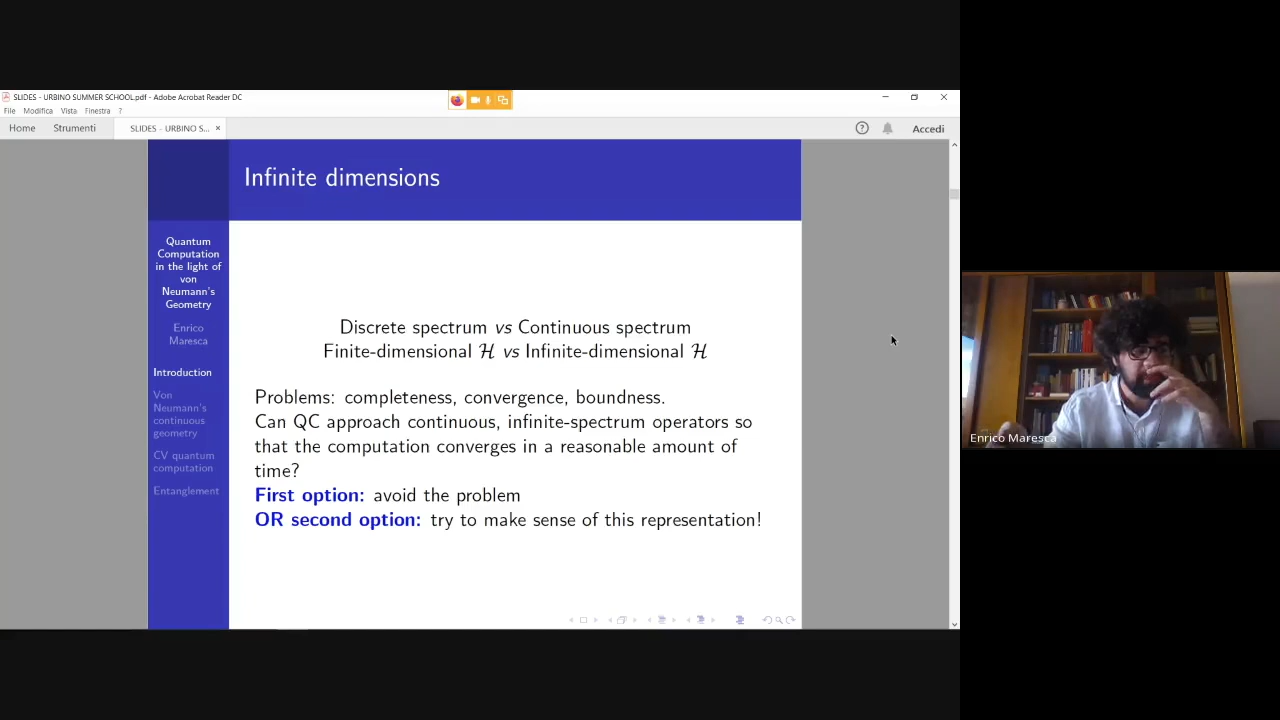 SLIDES - URBINO SUMMER SCHOOL.pdf - Adobe Acrobat Reader DC
File Modifica Vista Finestra ?
Home Strumenti SLIDES - URBINO S... × ? Accedi
Infinite dimensions
Quantum
Computation
in the light of
von
Neumann's
Geometry
Enrico
Maresca
Introduction
Von
Neumann's
continuous
geometry
CV quantum
computation
Entanglement
Discrete spectrum vs Continuous spectrum
Finite-dimensional ℋ vs Infinite-dimensional ℋ
Problems: completeness, convergence, boundness.
Can QC approach continuous, infinite-spectrum operators so
that the computation converges in a reasonable amount of
time?
First option: avoid the problem
OR second option: try to make sense of this representation!
Enrico Maresca